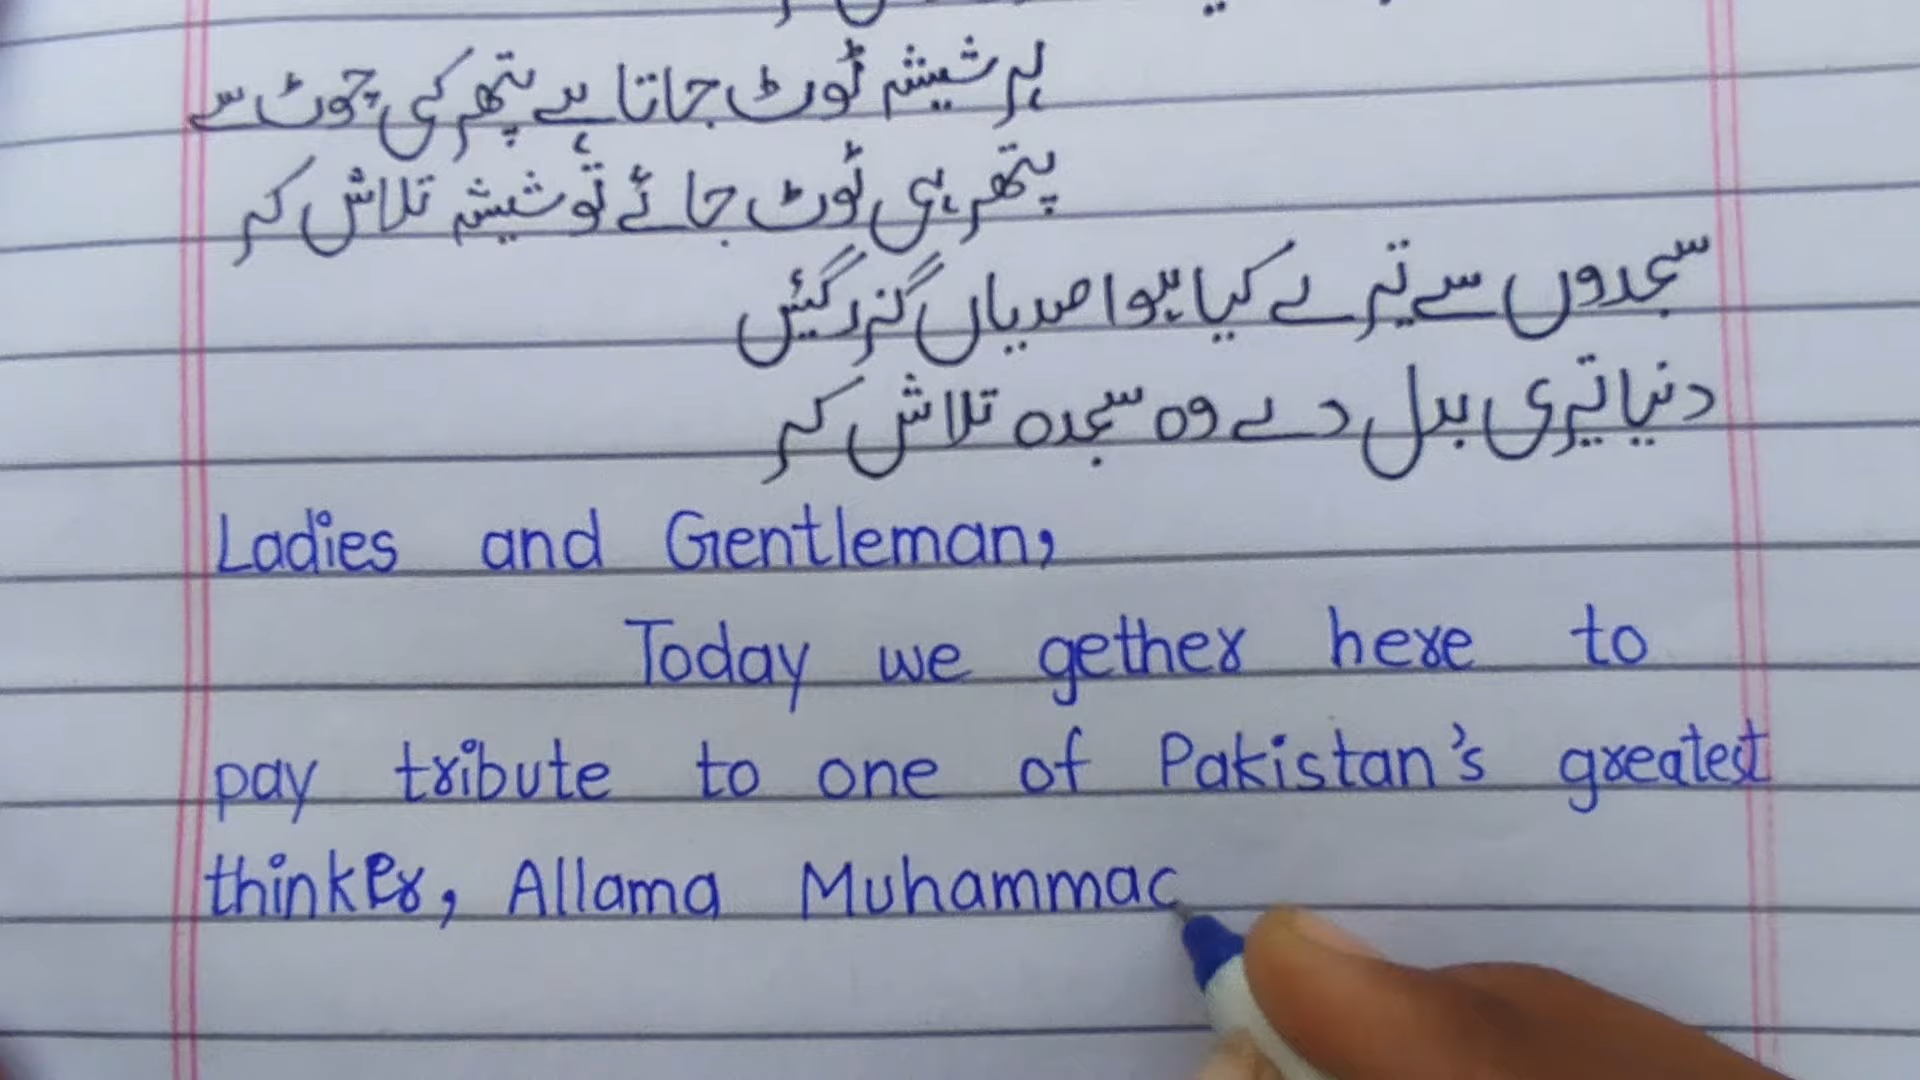 ہر شیشہ ٹوٹ جاتا ہے پتھر کی چوٹ سے
پتھر ہی ٹوٹ جائے تو شیشہ تلاش کر
سجدوں سے تیرے کیا ہوا صدیاں گزر گئیں
دنیا تیری بدل دے وہ سجدہ تلاش کر
Ladies and Gentleman,
Today we gether here to
pay tribute to one of Pakistan's greatest
thinker, Allama Muhammac